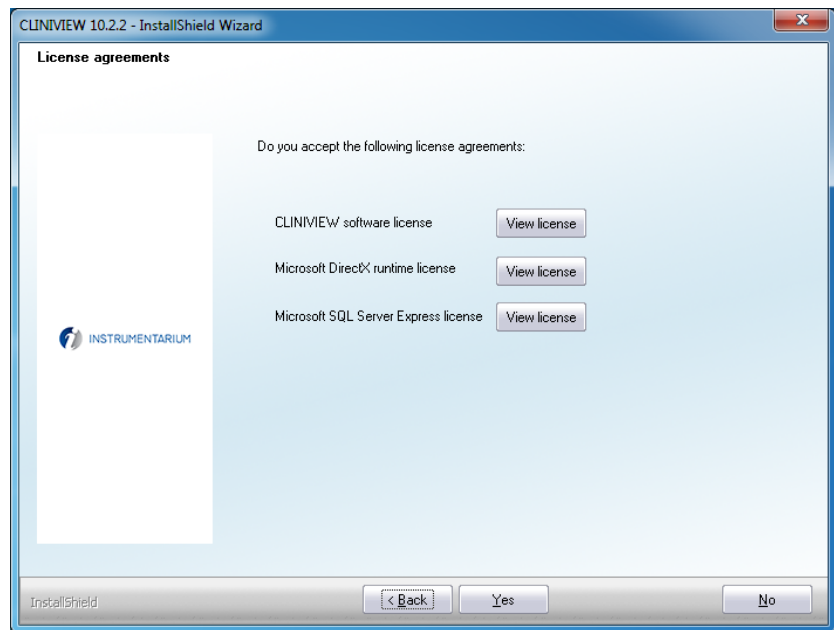 CLINIVIEW 10.2.2 - InstallShield Wizard
License agreements
Do you accept the following license agreements:
CLINIVIEW software license View license
Microsoft DirectX runtime license View license
Microsoft SQL Server Express license View license
INSTRUMENTARIUM
InstallShield
< Back Yes No